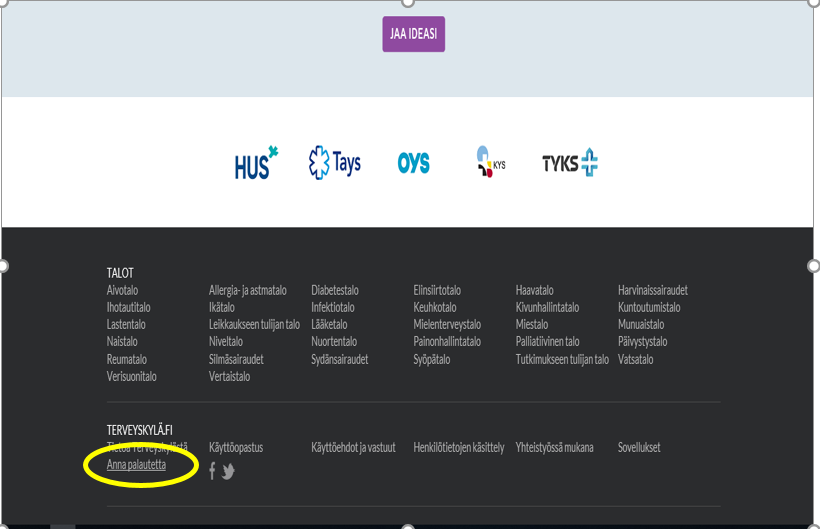 JAA IDEASI
HUS Tays OYS KYS TYKS
TALOT
Aivotalo Allergia- ja astmatalo Diabetestalo Elinsiirtotalo Haavatalo Harvinaissairaudet
Ihotautitalo Ikätalo Infektiotalo Keuhkotalo Kivunhallintatalo Kuntoutumistalo
Lastentalo Leikkaukseen tulijan talo Lääketalo Mielenterveystalo Miestalo Munuaistalo
Naistalo Niveltalo Nuortentalo Painonhallintatalo Palliatiivinen talo Päivystystalo
Reumatalo Silmäsairaudet Sydänsairaudet Syöpätalo Tutkimukseen tulijan talo Vatsatalo
Verisuonitalo Vertaistalo
TERVEYSKYLÄ.FI
Tietoa Terveyskylästä Käyttöopastus Käyttöehdot ja vastuut Henkilötietojen käsittely Yhteistyössä mukana Sovellukset
Anna palautetta